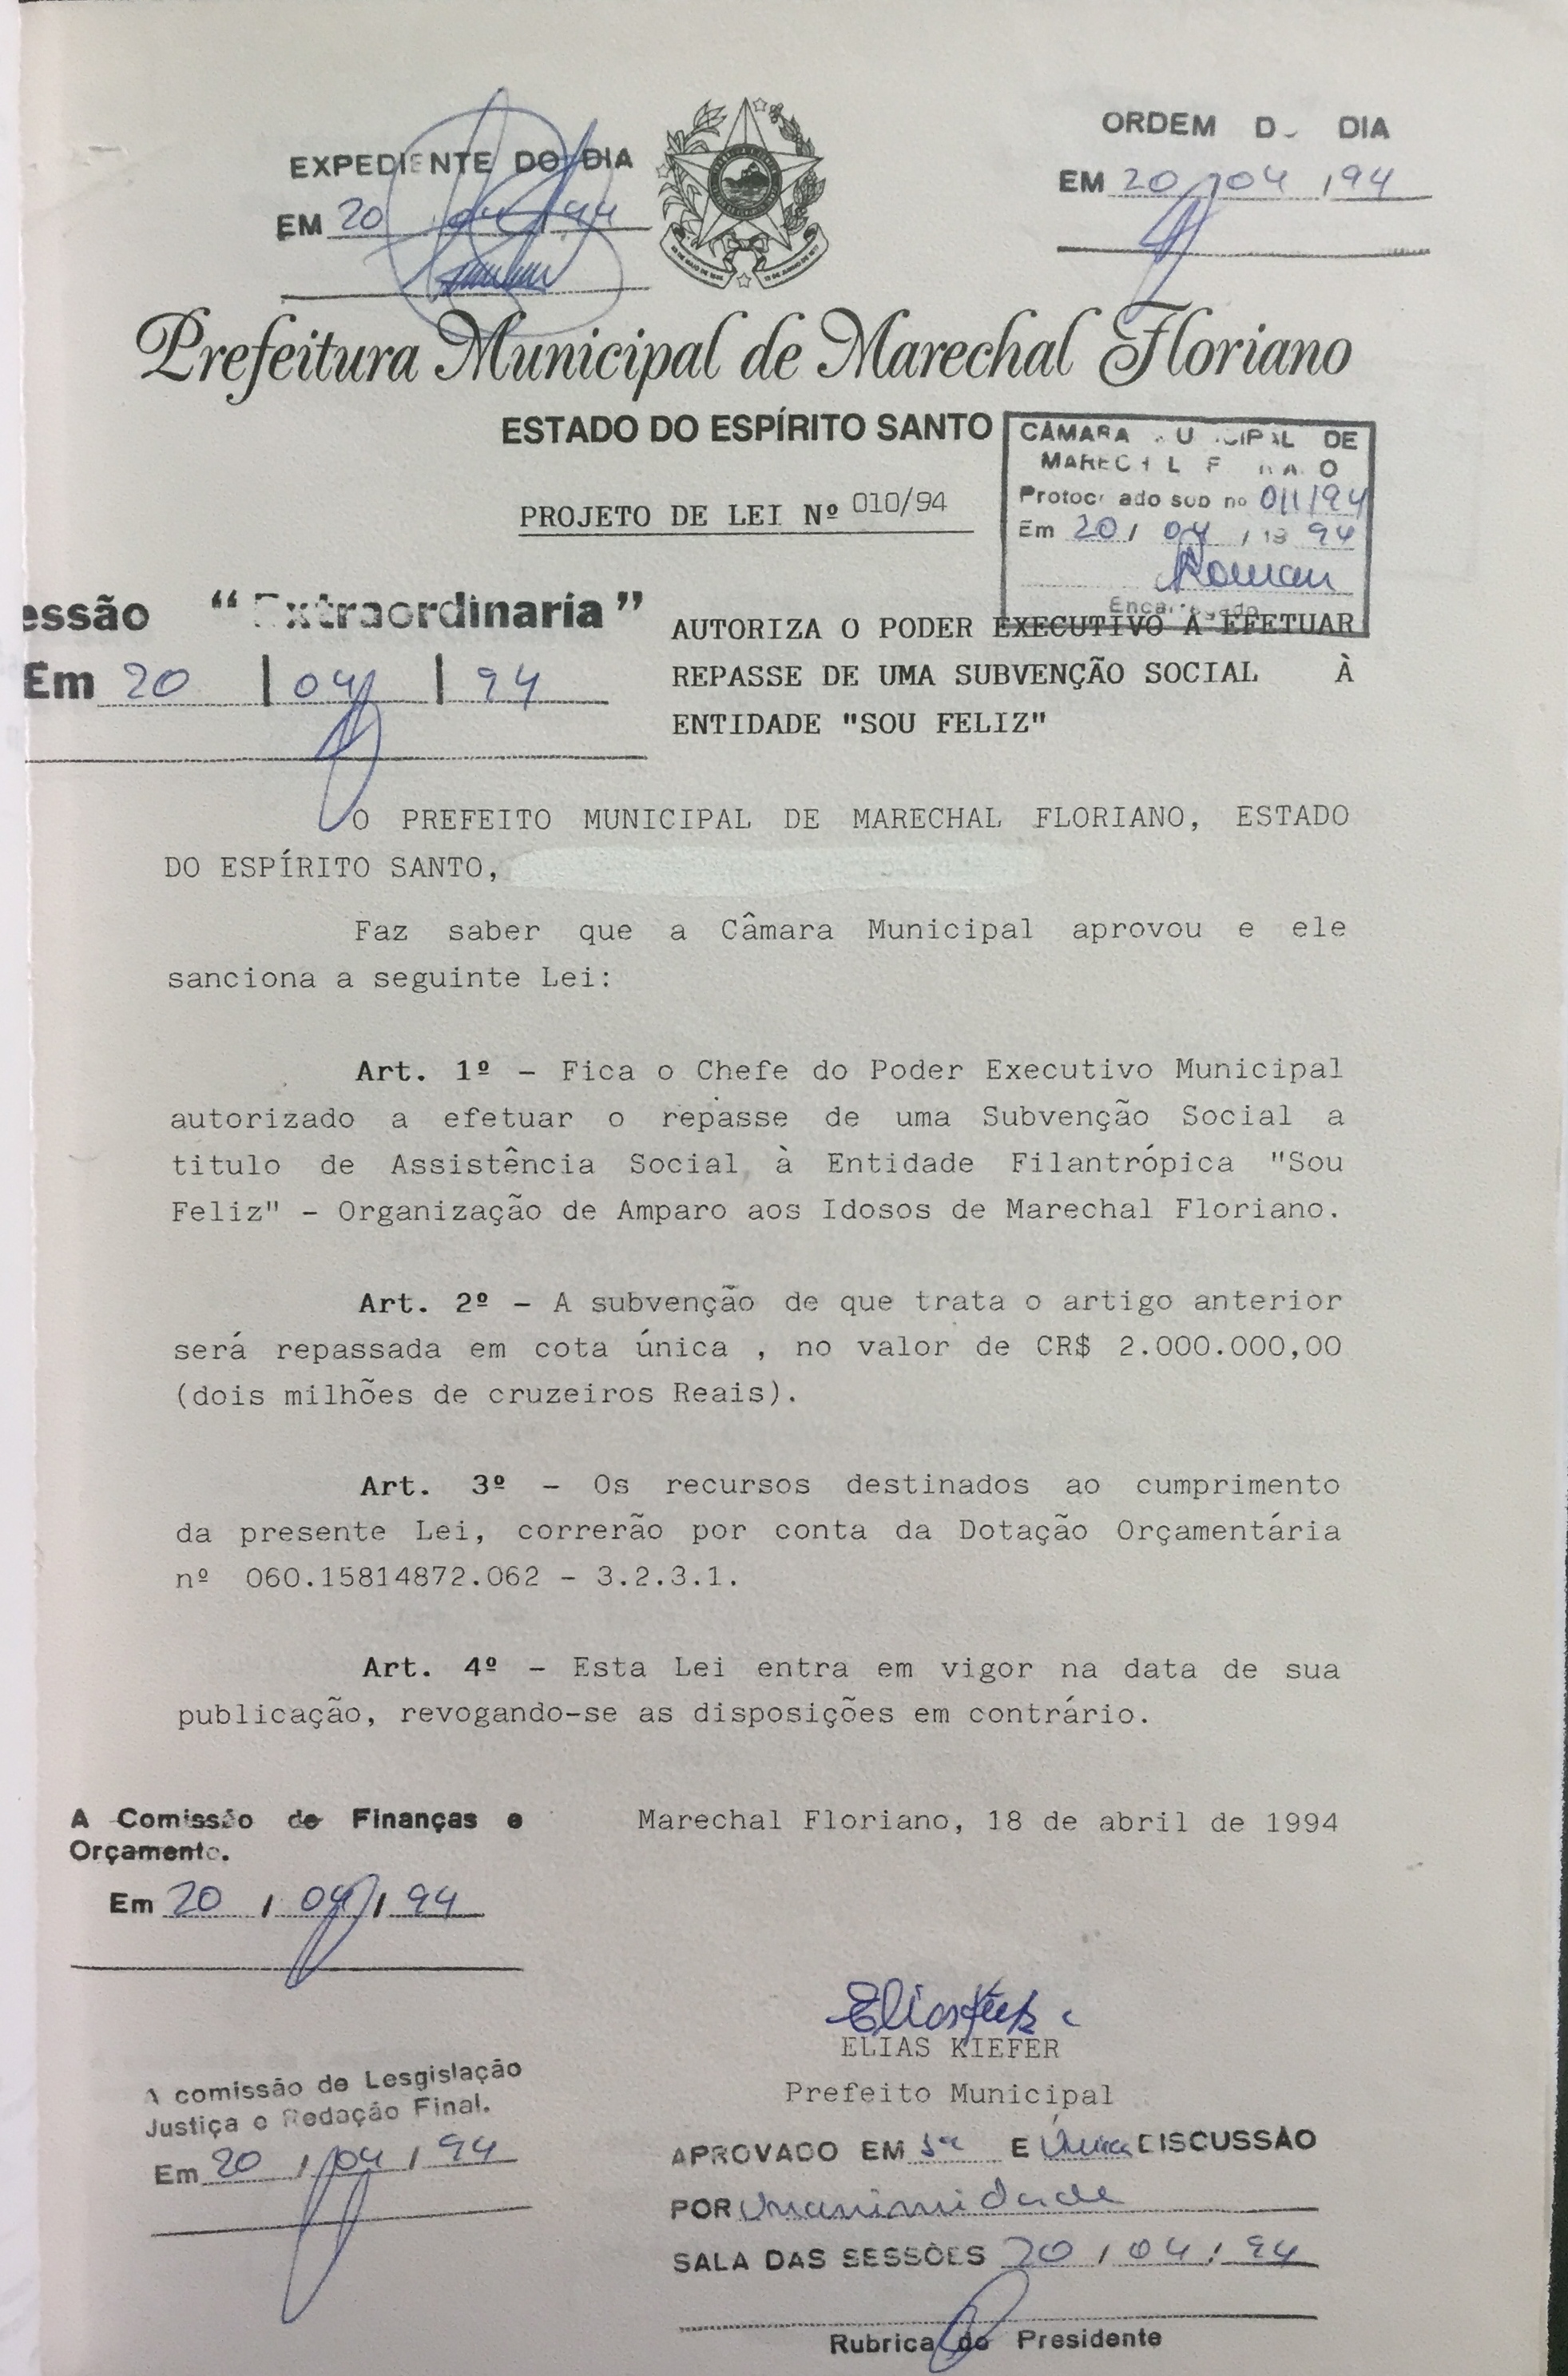 EXPEDIENTE DO DIA
EM 20 04 94
ORDEM D DIA
EM 20/04/94
Prefeitura Municipal de Marechal Floriano
ESTADO DO ESPÍRITO SANTO
CÂMARA U CIPAL DE
MAREC L F A O
Protoc ado sob no 011/94
Em 20/04/19 94
Encarregado
PROJETO DE LEI Nº 010/94
essão "Extraordinaria"
Em 20|04|94
AUTORIZA O PODER EXECUTIVO A EFETUAR
REPASSE DE UMA SUBVENÇÃO SOCIAL À
ENTIDADE "SOU FELIZ"
O PREFEITO MUNICIPAL DE MARECHAL FLORIANO, ESTADO
DO ESPÍRITO SANTO,
Faz saber que a Câmara Municipal aprovou e ele
sanciona a seguinte Lei:
Art. 1º - Fica o Chefe do Poder Executivo Municipal
autorizado a efetuar o repasse de uma Subvenção Social a
titulo de Assistência Social, à Entidade Filantrópica "Sou
Feliz" - Organização de Amparo aos Idosos de Marechal Floriano.
Art. 2º - A subvenção de que trata o artigo anterior
será repassada em cota única , no valor de CR$ 2.000.000,00
(dois milhões de cruzeiros Reais).
Art. 3º - Os recursos destinados ao cumprimento
da presente Lei, correrão por conta da Dotação Orçamentária
nº 060.15814872.062 - 3.2.3.1.
Art. 4º - Esta Lei entra em vigor na data de sua
publicação, revogando-se as disposições em contrário.
Marechal Floriano, 18 de abril de 1994
A Comissão de Finanças e
Orçamento.
Em 20/04/94
Elias Kiefer
ELIAS KIEFER
Prefeito Municipal
A comissão de Lesgislação
Justiça e Redação Final.
Em 20/04/94
APROVADO EM 1ª E Única DISCUSSÃO
POR Unanimidade
SALA DAS SESSÕES 20/04/94
Rubrica do Presidente